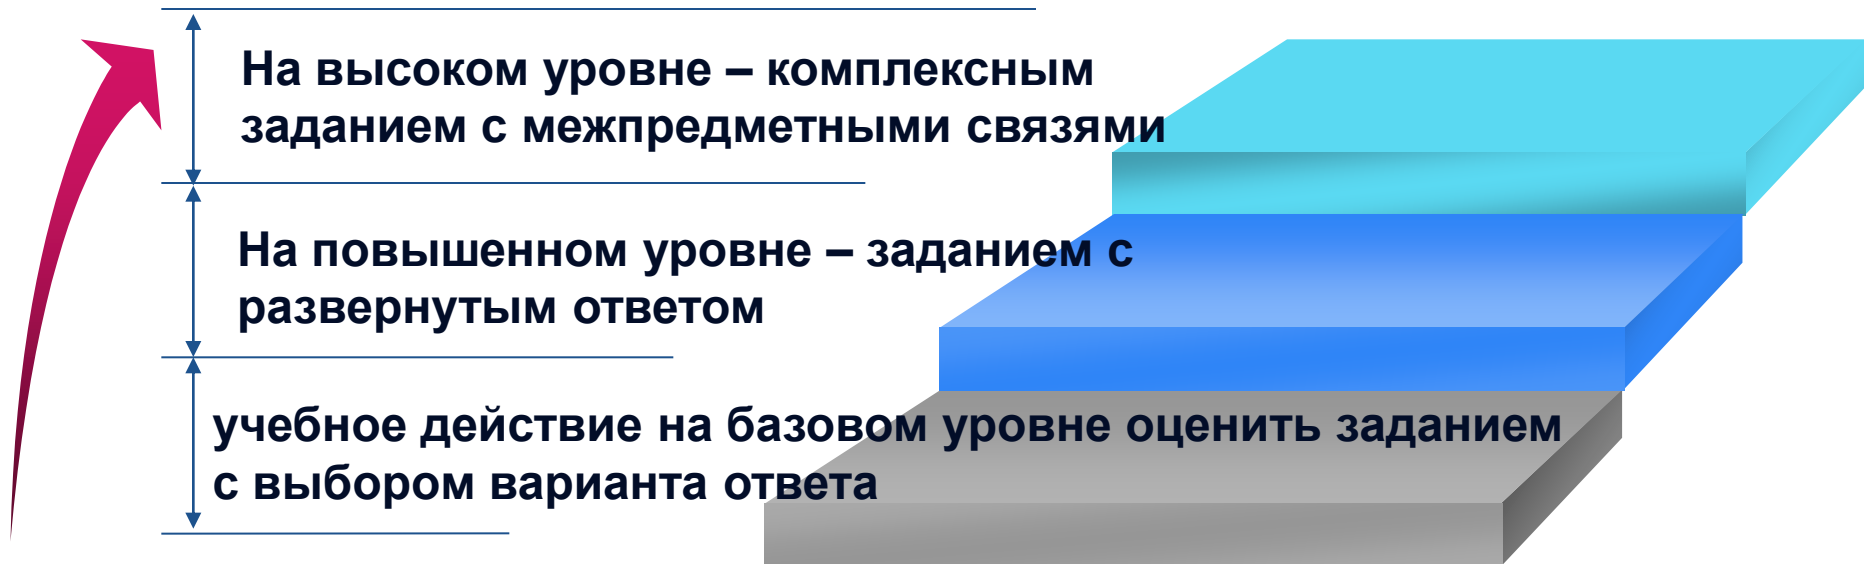 На высоком уровне – комплексным
заданием с межпредметными связями
На повышенном уровне – заданием с
развернутым ответом
учебное действие на базовом уровне оценить заданием
с выбором варианта ответа